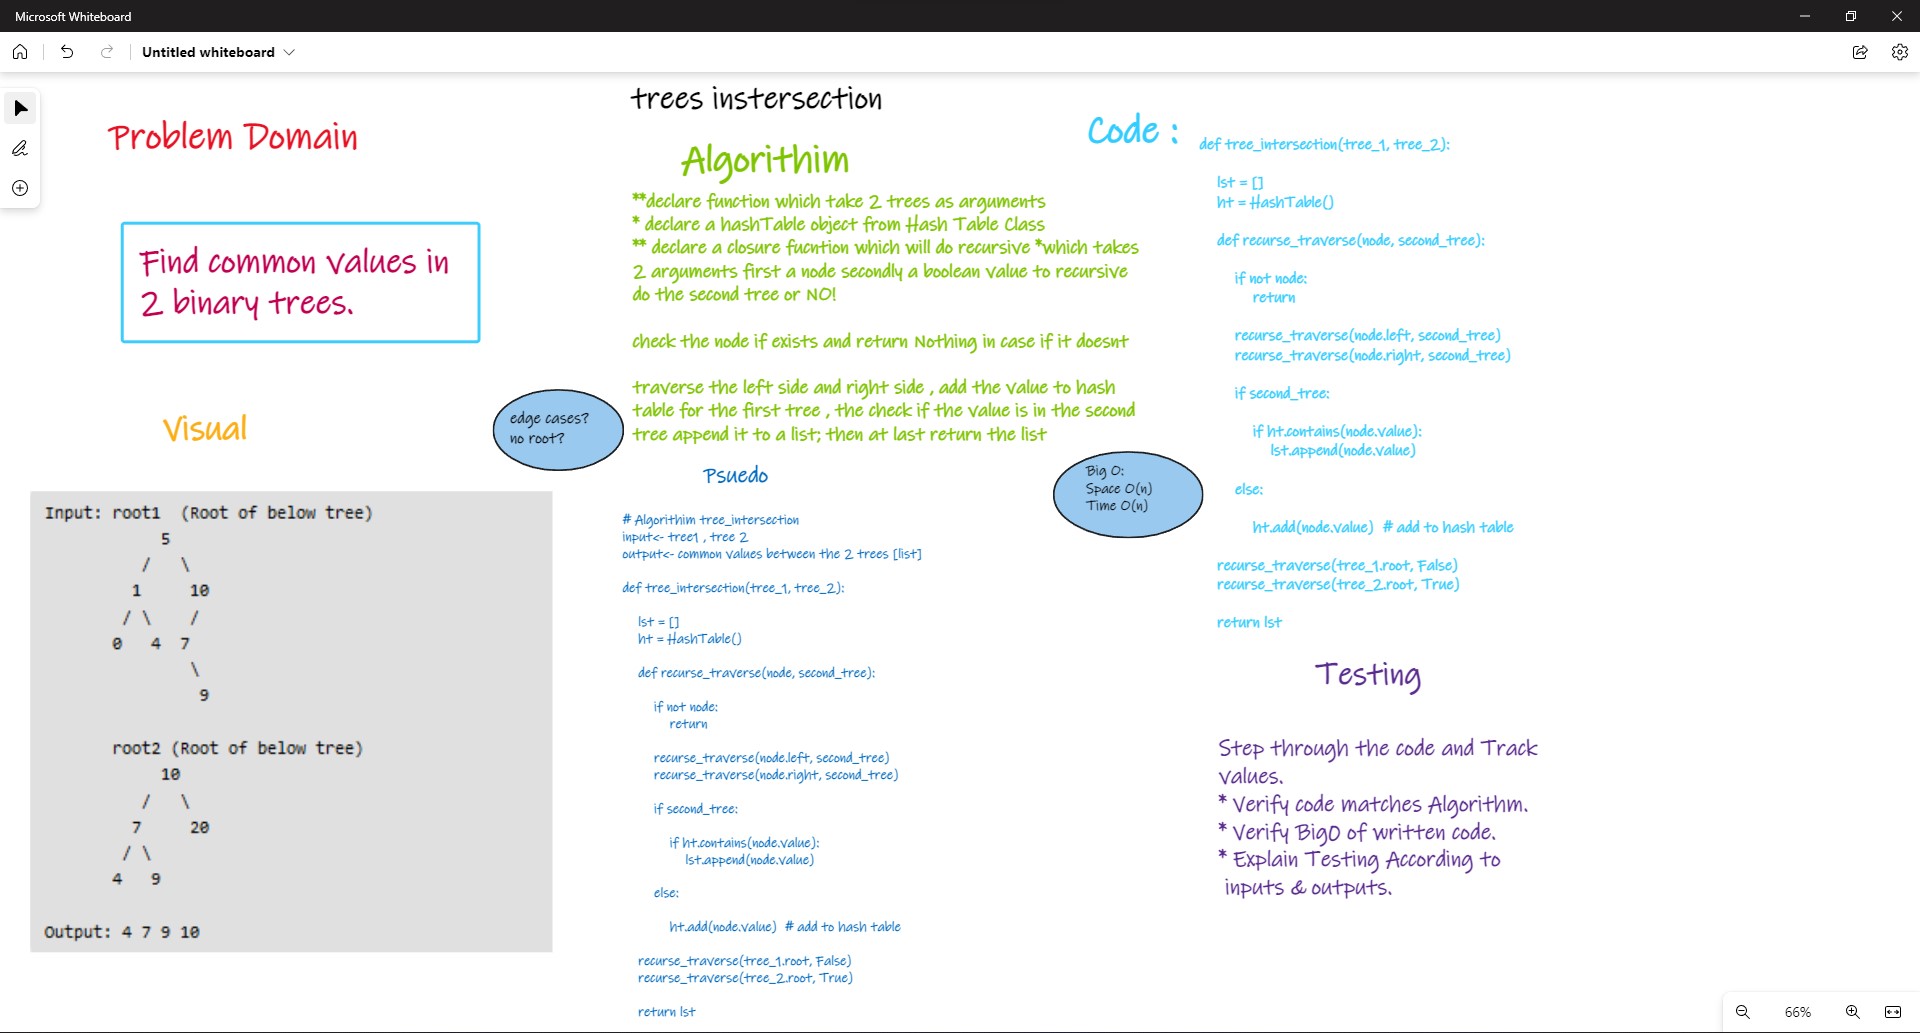 Microsoft Whiteboard
Untitled whiteboard
trees instersection
Problem Domain
Find common values in
2 binary trees.
Visual
Input: root1 (Root of below tree)
5
/ \
1 10
/ \ /
0 4 7
\
9
root2 (Root of below tree)
10
/ \
7 20
/ \
4 9
Output: 4 7 9 10
edge cases?
no root?
Algorithim
**declare function which take 2 trees as arguments
* declare a hashTable object from Hash Table Class
** declare a closure fucntion which will do recursive *which takes
2 arguments first a node secondly a boolean value to recursive
do the second tree or NO!
check the node if exists and return Nothing in case if it doesnt
traverse the left side and right side , add the value to hash
table for the first tree , the check if the value is in the second
tree append it to a list; then at last return the list
Psuedo
# Algorithim tree_intersection
input<- tree1 , tree 2
output<- common values between the 2 trees [list]
def tree_intersection(tree_1, tree_2):
lst = []
ht = HashTable()
def recurse_traverse(node, second_tree):
if not node:
return
recurse_traverse(node.left, second_tree)
recurse_traverse(node.right, second_tree)
if second_tree:
if ht.contains(node.value):
lst.append(node.value)
else:
ht.add(node.value) # add to hash table
recurse_traverse(tree_1.root, False)
recurse_traverse(tree_2.root, True)
return lst
Big O:
Space O(n)
Time O(n)
Code :
def tree_intersection(tree_1, tree_2):
lst = []
ht = HashTable()
def recurse_traverse(node, second_tree):
if not node:
return
recurse_traverse(node.left, second_tree)
recurse_traverse(node.right, second_tree)
if second_tree:
if ht.contains(node.value):
lst.append(node.value)
else:
ht.add(node.value) # add to hash table
recurse_traverse(tree_1.root, False)
recurse_traverse(tree_2.root, True)
return lst
Testing
Step through the code and Track
values.
* Verify code matches Algorithm.
* Verify BigO of written code.
* Explain Testing According to
inputs & outputs.
66%